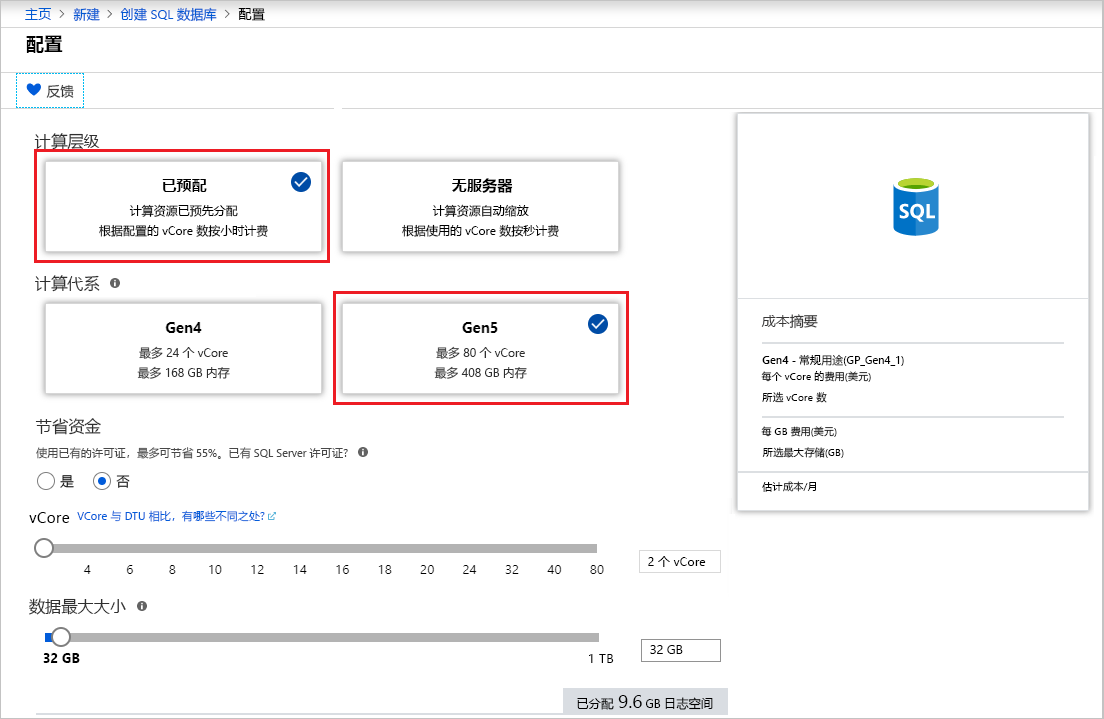 主页 > 新建 > 创建 SQL 数据库 > 配置
配置
反馈
计算层级
已预配
计算资源已预先分配
根据配置的 vCore 数按小时计费
无服务器
计算资源自动缩放
根据使用的 vCore 数按秒计费
计算代系
Gen4
最多 24 个 vCore
最多 168 GB 内存
Gen5
最多 80 个 vCore
最多 408 GB 内存
节省资金
使用已有的许可证，最多可节省 55%。已有 SQL Server 许可证?
是 否
vCore VCore 与 DTU 相比，有哪些不同之处?
4 6 8 10 12 14 16 18 20 24 32 40 80
2 个 vCore
数据最大大小
32 GB
1 TB
32 GB
已分配 9.6 GB 日志空间
SQL
成本摘要
Gen4 - 常规用途(GP_Gen4_1)
每个 vCore 的费用(美元)
所选 vCore 数
每 GB 费用(美元)
所选最大存储(GB)
估计成本/月